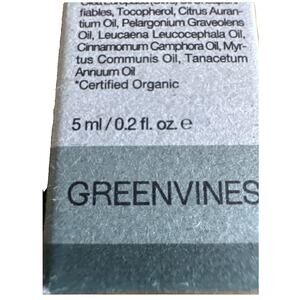 fiables, Tocopherol, Citrus Auran-
tium Oil, Pelargonium Graveolens
Oil, Leucaena Leucocephala Oil,
Cinnamomum Camphora Oil, Myr-
tus Communis Oil, Tanacetum
Annuum Oil
*Certified Organic
5 ml / 0.2 fl. oz. ℮
GREENVINES